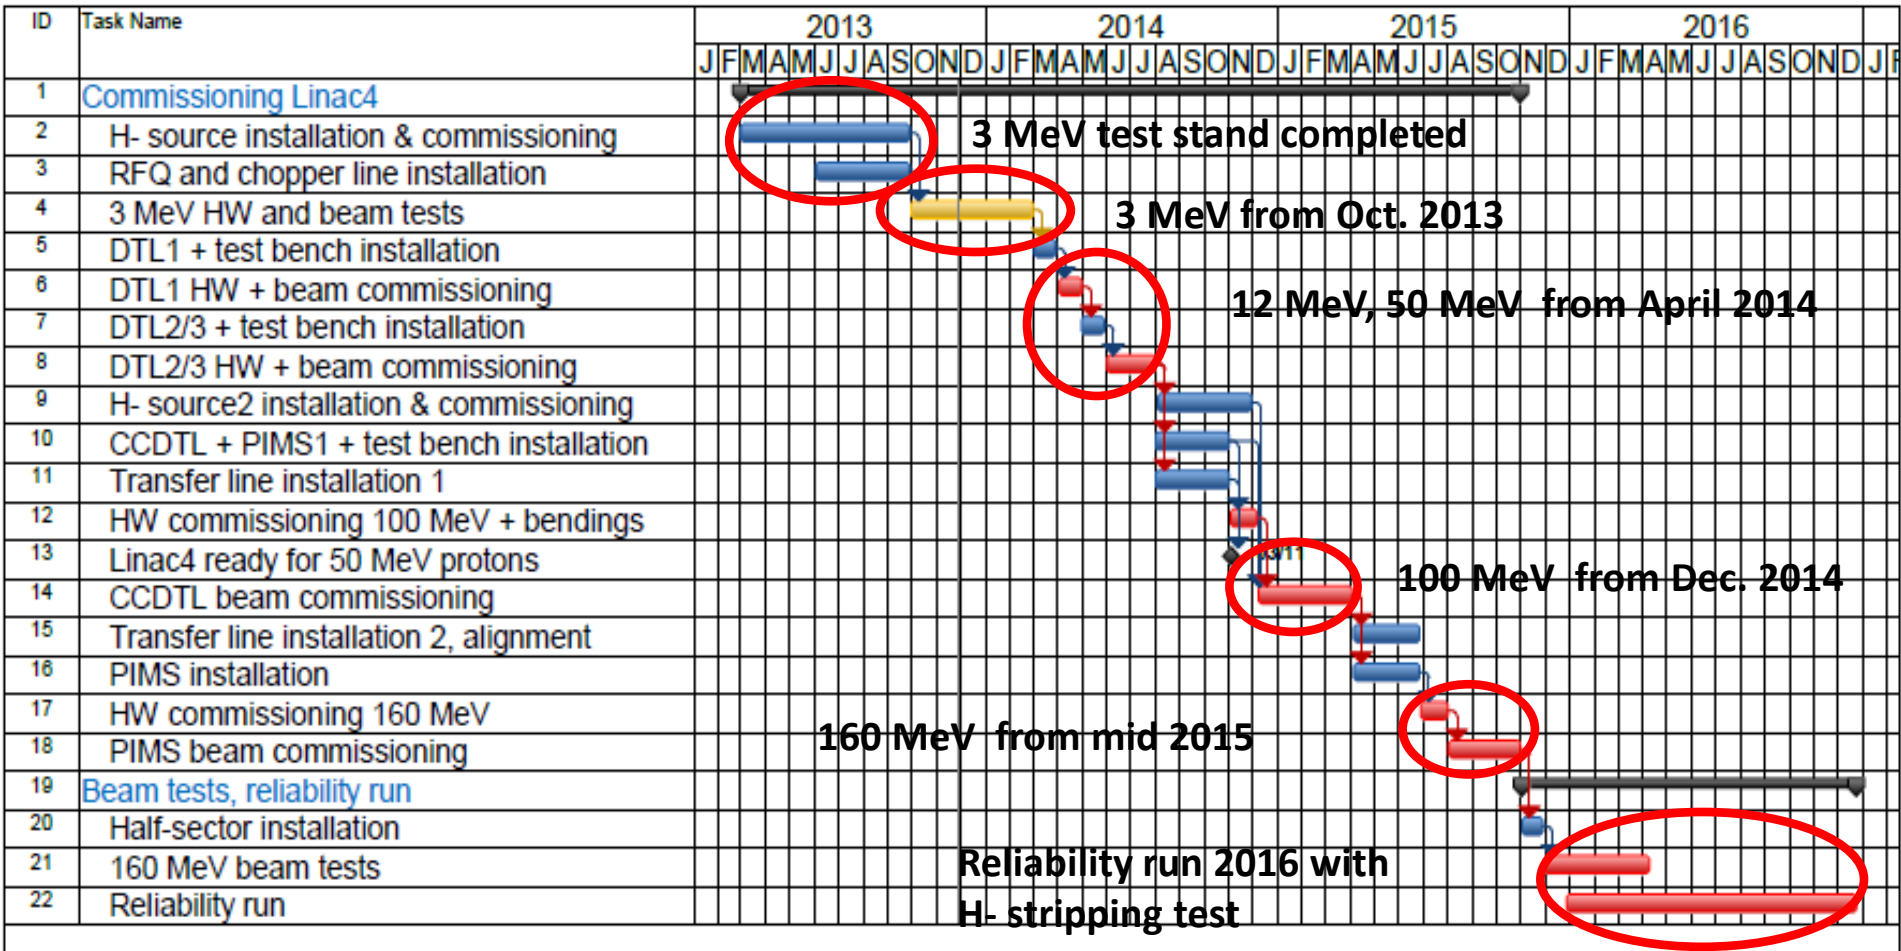 ID Task Name 2013 2014 2015 2016
J F M A M J J A S O N D J F M A M J J A S O N D J F M A M J J A S O N D J F M A M J J A S O N D J F
1 Commissioning Linac4
2 H- source installation & commissioning 3 MeV test stand completed
3 RFQ and chopper line installation
4 3 MeV HW and beam tests 3 MeV from Oct. 2013
5 DTL1 + test bench installation
6 DTL1 HW + beam commissioning 12 MeV, 50 MeV from April 2014
7 DTL2/3 + test bench installation
8 DTL2/3 HW + beam commissioning
9 H- source2 installation & commissioning
10 CCDTL + PIMS1 + test bench installation
11 Transfer line installation 1
12 HW commissioning 100 MeV + bendings
13 Linac4 ready for 50 MeV protons
14 CCDTL beam commissioning 100 MeV from Dec. 2014
15 Transfer line installation 2, alignment
16 PIMS installation
17 HW commissioning 160 MeV
18 PIMS beam commissioning 160 MeV from mid 2015
19 Beam tests, reliability run
20 Half-sector installation
21 160 MeV beam tests Reliability run 2016 with
22 Reliability run H- stripping test